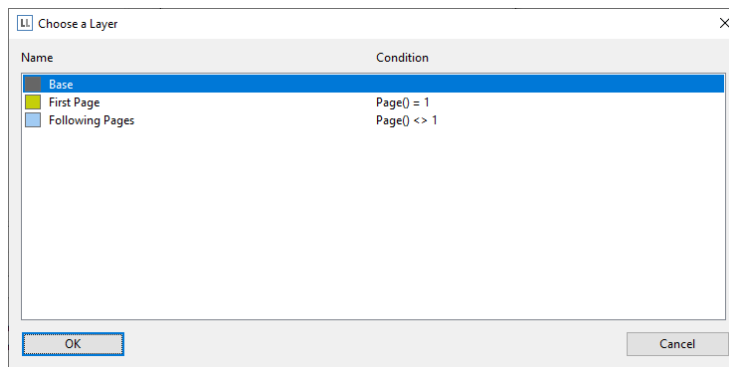 LL Choose a Layer
Name Condition
Base
First Page Page() = 1
Following Pages Page() <> 1
OK Cancel